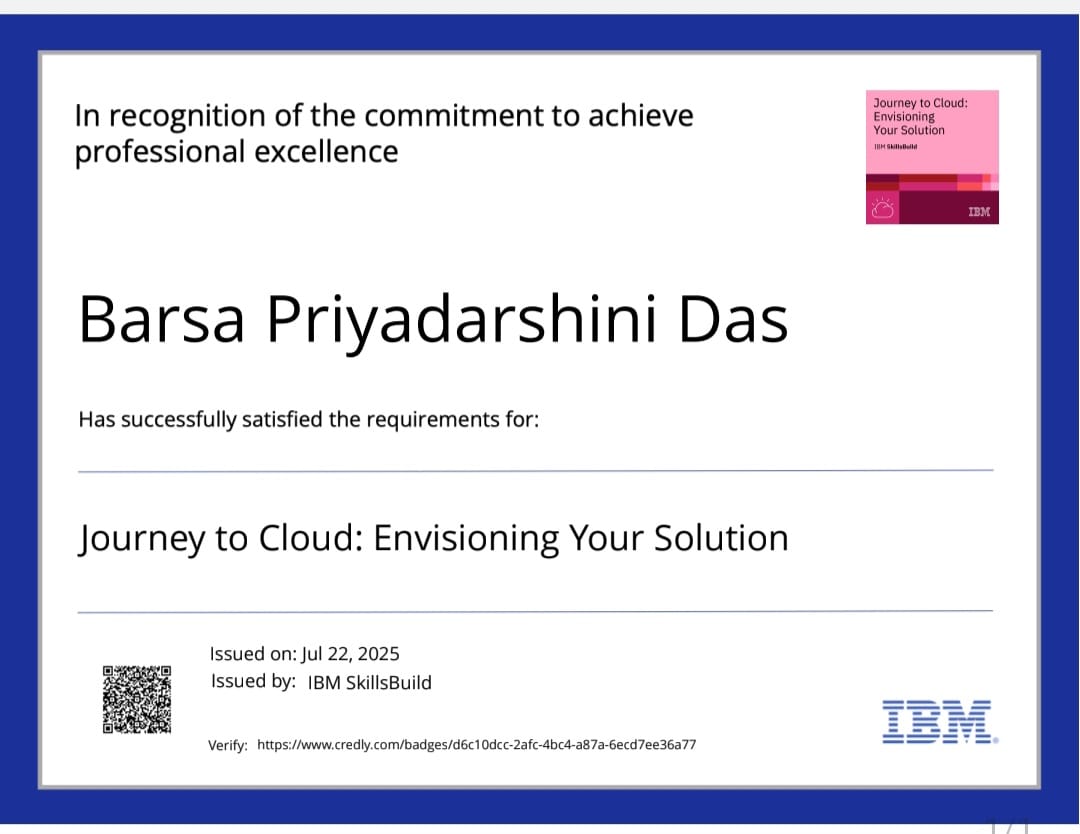 In recognition of the commitment to achieve
professional excellence
Journey to Cloud:
Envisioning
Your Solution
IBM SkillsBuild
IBM
Barsa Priyadarshini Das
Has successfully satisfied the requirements for:
Journey to Cloud: Envisioning Your Solution
Issued on: Jul 22, 2025
Issued by: IBM SkillsBuild
Verify: https://www.credly.com/badges/d6c10dcc-2afc-4bc4-a87a-6ecd7ee36a77
IBM®